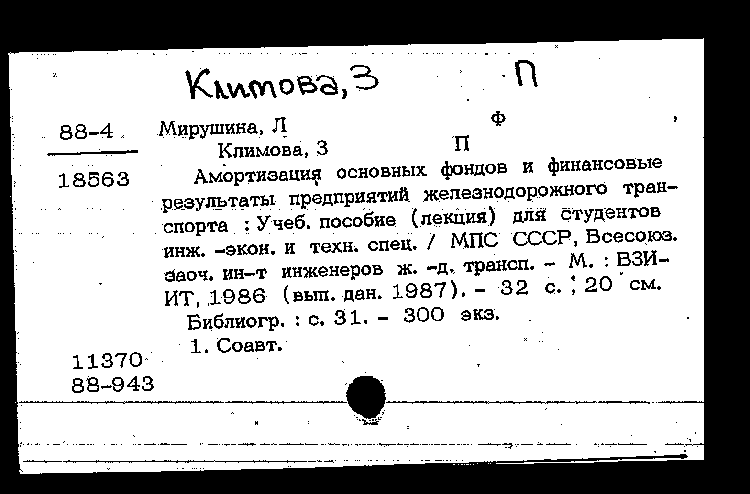 Климова, З П
88-4 Мирушина, Л Ф
Климова, З П
18563 Амортизация основных фондов и финансовые
результаты предприятий железнодорожного тран-
спорта : Учеб. пособие (лекция) для студентов
инж. -экон. и техн. спец. / МПС СССР, Всесоюз.
заоч. ин-т инженеров ж. -д. трансп. - М. : ВЗИ-
ИТ, 1986 (вып. дан. 1987). - 32 с. ; 20 см.
Библиогр. : с. 31. - 300 экз.
1. Соавт.
11370
88-943